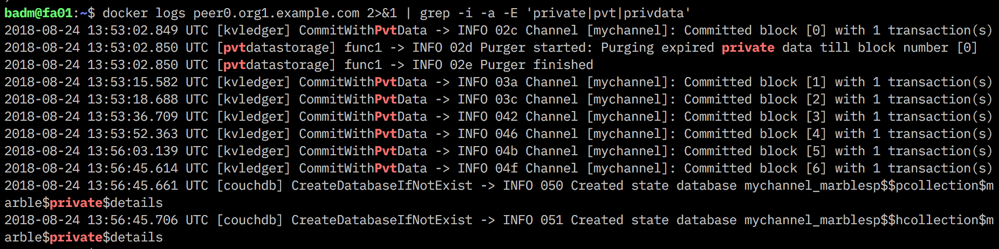 badm@fa01:~$ docker logs peer0.org1.example.com 2>&1 | grep -i -a -E 'private|pvt|privdata'
2018-08-24 13:53:02.849 UTC [kvledger] CommitWithPvtData -> INFO 02c Channel [mychannel]: Committed block [0] with 1 transaction(s)
2018-08-24 13:53:02.850 UTC [pvtdatastorage] func1 -> INFO 02d Purger started: Purging expired private data till block number [0]
2018-08-24 13:53:02.850 UTC [pvtdatastorage] func1 -> INFO 02e Purger finished
2018-08-24 13:53:15.582 UTC [kvledger] CommitWithPvtData -> INFO 03a Channel [mychannel]: Committed block [1] with 1 transaction(s)
2018-08-24 13:53:18.688 UTC [kvledger] CommitWithPvtData -> INFO 03c Channel [mychannel]: Committed block [2] with 1 transaction(s)
2018-08-24 13:53:36.709 UTC [kvledger] CommitWithPvtData -> INFO 042 Channel [mychannel]: Committed block [3] with 1 transaction(s)
2018-08-24 13:53:52.363 UTC [kvledger] CommitWithPvtData -> INFO 046 Channel [mychannel]: Committed block [4] with 1 transaction(s)
2018-08-24 13:56:03.139 UTC [kvledger] CommitWithPvtData -> INFO 04b Channel [mychannel]: Committed block [5] with 1 transaction(s)
2018-08-24 13:56:45.614 UTC [kvledger] CommitWithPvtData -> INFO 04f Channel [mychannel]: Committed block [6] with 1 transaction(s)
2018-08-24 13:56:45.661 UTC [couchdb] CreateDatabaseIfNotExist -> INFO 050 Created state database mychannel_marblesp$$pcollection$m
arble$private$details
2018-08-24 13:56:45.706 UTC [couchdb] CreateDatabaseIfNotExist -> INFO 051 Created state database mychannel_marblesp$$hcollection$m
arble$private$details